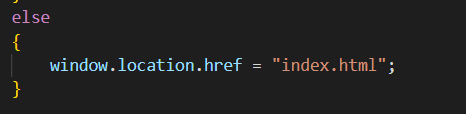 else
{
window.location.href = "index.html";
}